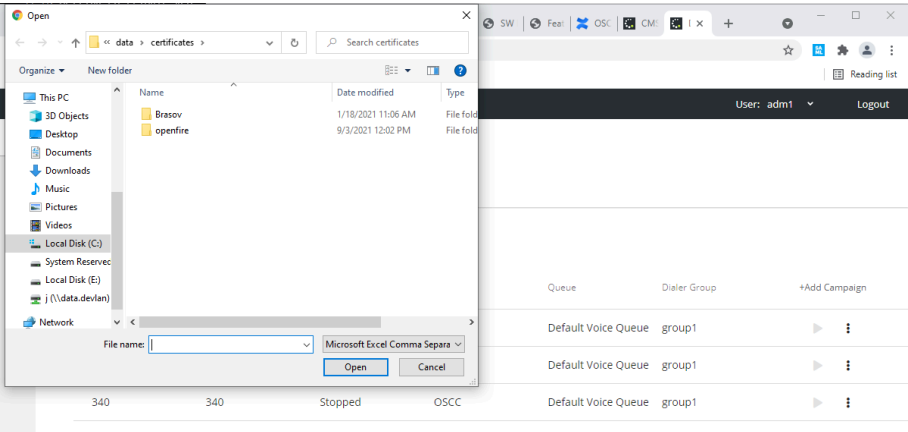 Open
« data › certificates ›
Search certificates
Organize
New folder
This PC
3D Objects
Desktop
Documents
Downloads
Music
Pictures
Videos
Local Disk (C:)
System Reserved
Local Disk (E:)
j (\\data.devlan)
Network
Name
Date modified
Type
Brasov
1/18/2021 11:06 AM
File fold
openfire
9/3/2021 12:02 PM
File fold
File name:
Microsoft Excel Comma Separa
Open
Cancel
SW
Feat
OSC
CM
Reading list
User: adm1
Logout
Queue
Dialer Group
+Add Campaign
Default Voice Queue
group1
Default Voice Queue
group1
340
340
Stopped
OSCC
Default Voice Queue
group1